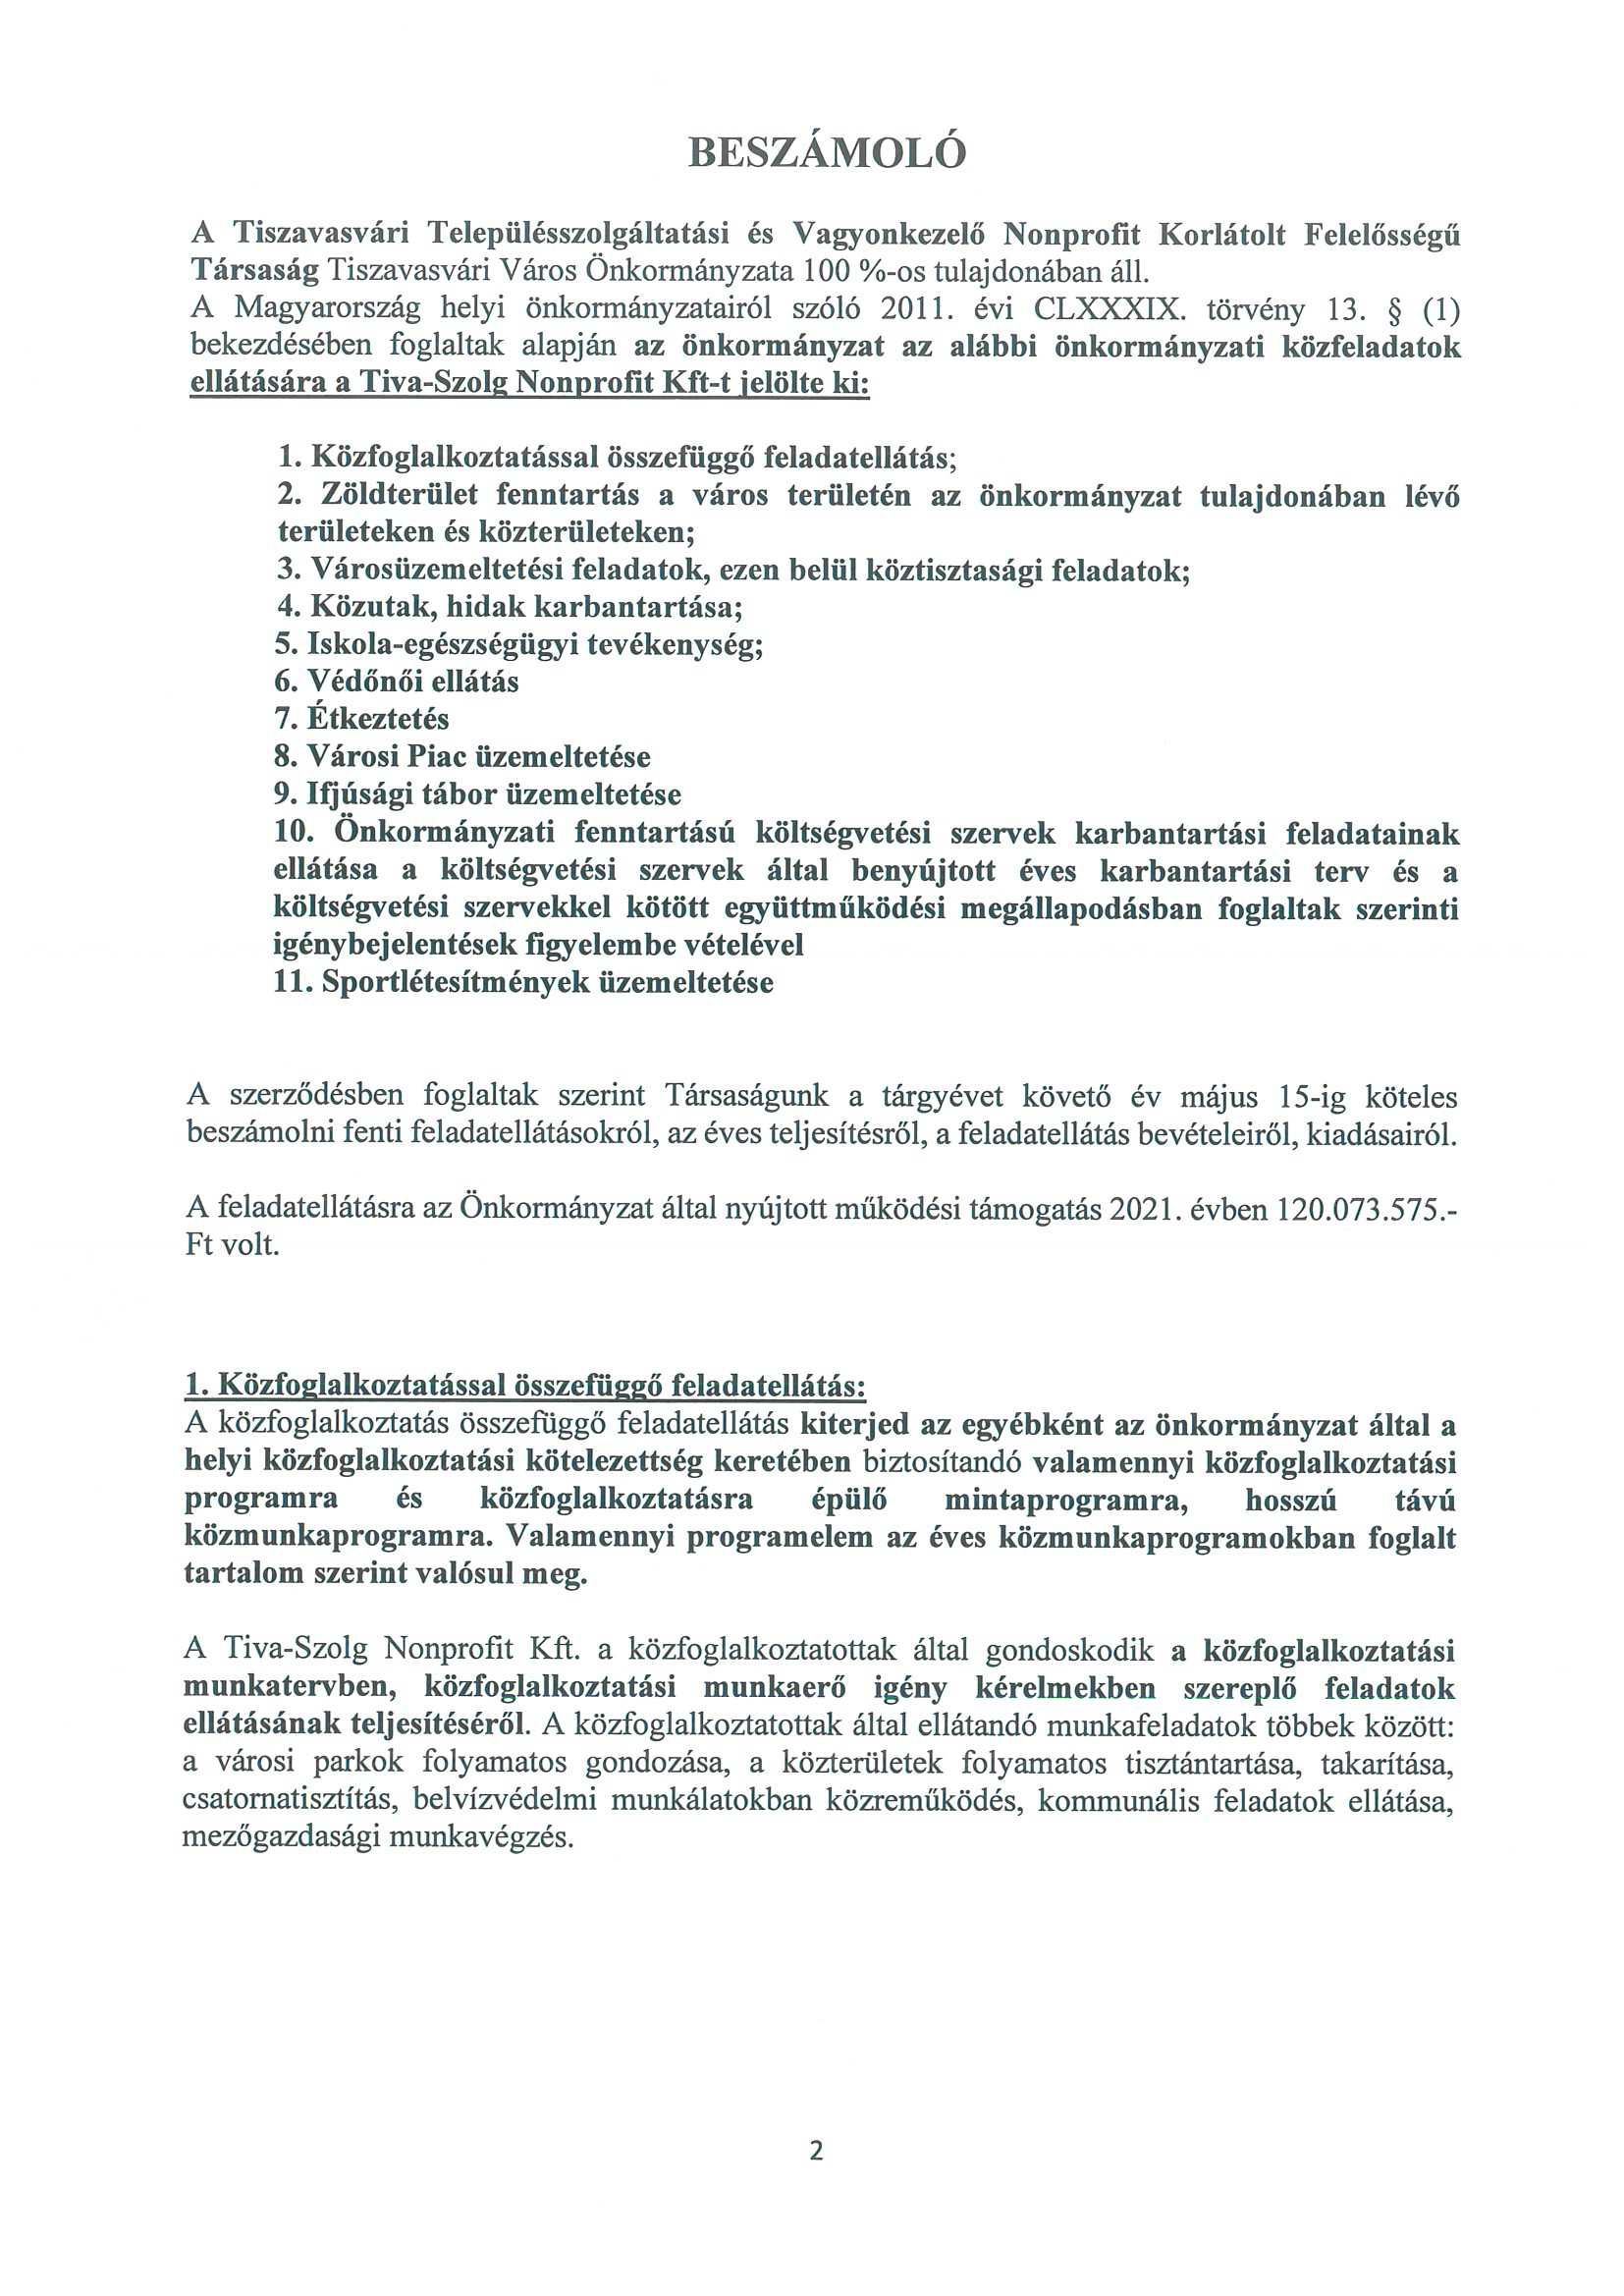 BESZÁMOLÓ
A Tiszavasvári Településszolgáltatási és Vagyonkezelő Nonprofit Korlátolt Felelősségű
Társaság Tiszavasvári Város Önkormányzata 100 %-os tulajdonában áll.
A Magyarország helyi önkormányzatairól szóló 2011. évi CLXXXIX. törvény 13. § (1)
bekezdésében foglaltak alapján az önkormányzat az alábbi önkormányzati közfeladatok
ellátására a Tiva-Szolg Nonprofit Kft-t jelölte ki:
1. Közfoglalkoztatással összefüggő feladatellátás;
2. Zöldterület fenntartás a város területén az önkormányzat tulajdonában lévő
területeken és közterületeken;
3. Városüzemeltetési feladatok, ezen belül köztisztasági feladatok;
4. Közutak, hidak karbantartása;
5. Iskola-egészségügyi tevékenység;
6. Védőnői ellátás
7. Étkeztetés
8. Városi Piac üzemeltetése
9. Ifjúsági tábor üzemeltetése
10. Önkormányzati fenntartású költségvetési szervek karbantartási feladatainak
ellátása a költségvetési szervek által benyújtott éves karbantartási terv és a
költségvetési szervekkel kötött együttműködési megállapodásban foglaltak szerinti
igénybejelentések figyelembe vételével
11. Sportlétesítmények üzemeltetése
A szerződésben foglaltak szerint Társaságunk a tárgyévet követő év május 15-ig köteles
beszámolni fenti feladatellátásokról, az éves teljesítésről, a feladatellátás bevételeiről, kiadásairól.
A feladatellátásra az Önkormányzat által nyújtott működési támogatás 2021. évben 120.073.575.-
Ft volt.
1. Közfoglalkoztatással összefüggő feladatellátás:
A közfoglalkoztatás összefüggő feladatellátás kiterjed az egyébként az önkormányzat által a
helyi közfoglalkoztatási kötelezettség keretében biztosítandó valamennyi közfoglalkoztatási
programra és közfoglalkoztatásra épülő mintaprogramra, hosszú távú
közmunkaprogramra. Valamennyi programelem az éves közmunkaprogramokban foglalt
tartalom szerint valósul meg.
A Tiva-Szolg Nonprofit Kft. a közfoglalkoztatottak által gondoskodik a közfoglalkoztatási
munkatervben, közfoglalkoztatási munkaerő igény kérelmekben szereplő feladatok
ellátásának teljesítéséről. A közfoglalkoztatottak által ellátandó munkafeladatok többek között:
a városi parkok folyamatos gondozása, a közterületek folyamatos tisztántartása, takarítása,
csatornatisztítás, belvízvédelmi munkálatokban közreműködés, kommunális feladatok ellátása,
mezőgazdasági munkavégzés.
2